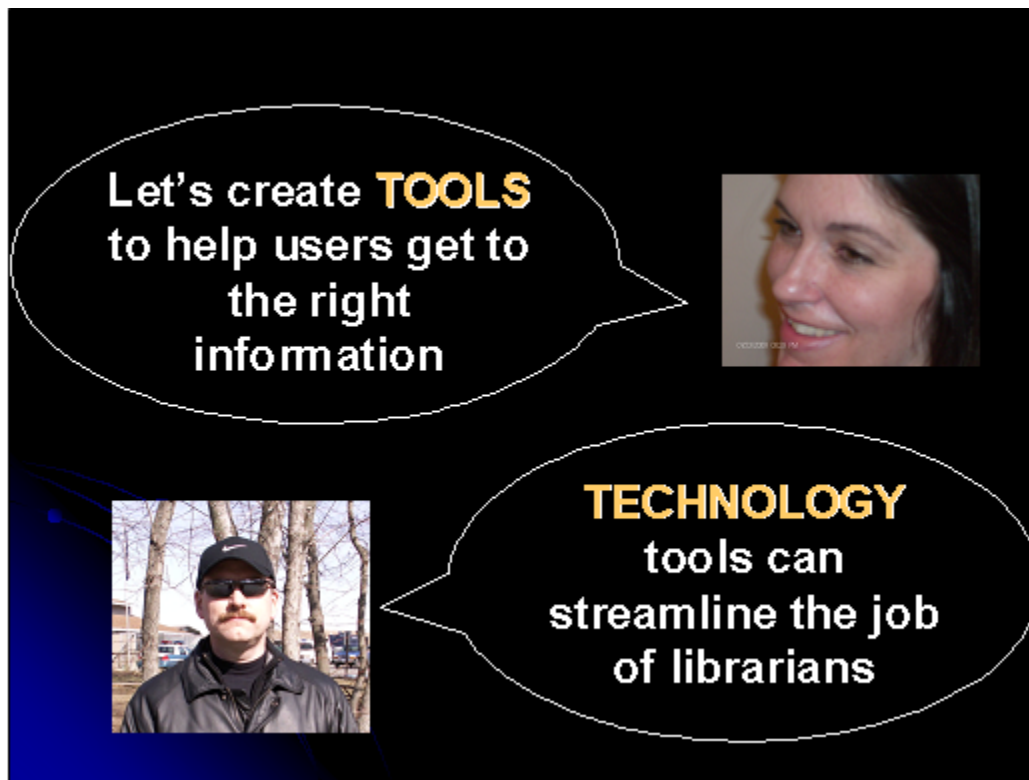 Let's create TOOLS
to help users get to
the right
information
TECHNOLOGY
tools can
streamline the job
of librarians